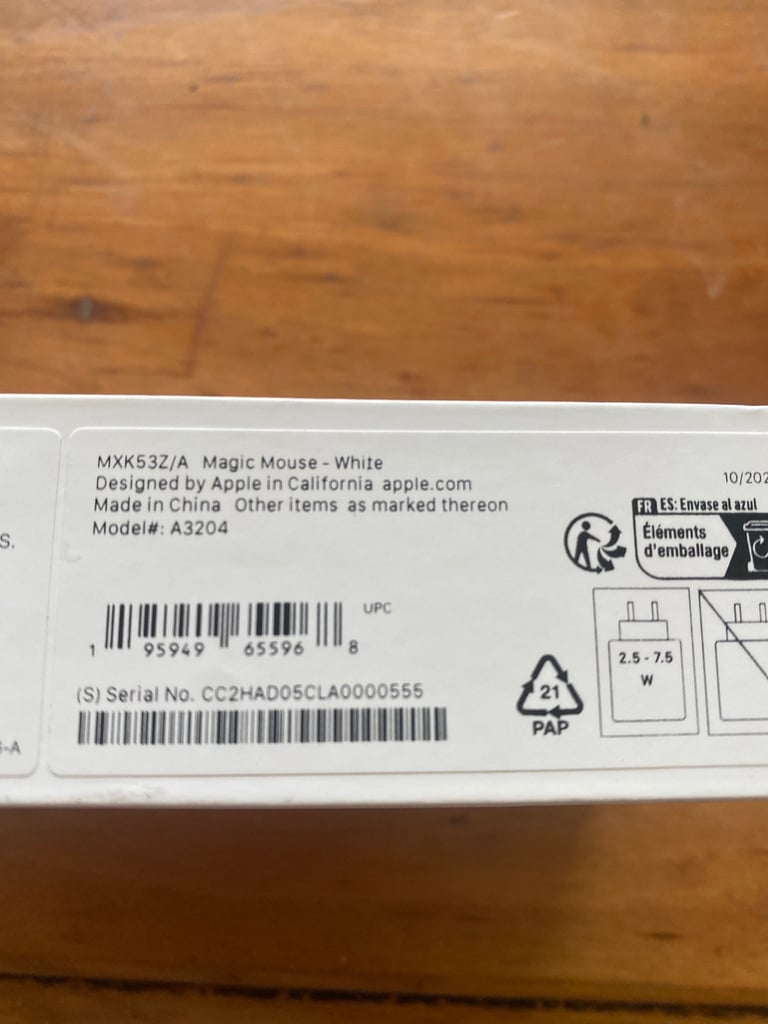 MXK53Z/A Magic Mouse - White
Designed by Apple in California apple.com
Made in China Other items as marked thereon
Model#: A3204
10/202
S.
FR ES: Envase al azul
Éléments
d'emballage
UPC
1 95949 65596 8
2.5 - 7.5
W
(S) Serial No. CC2HAD05CLA0000555
21
PAP
-A